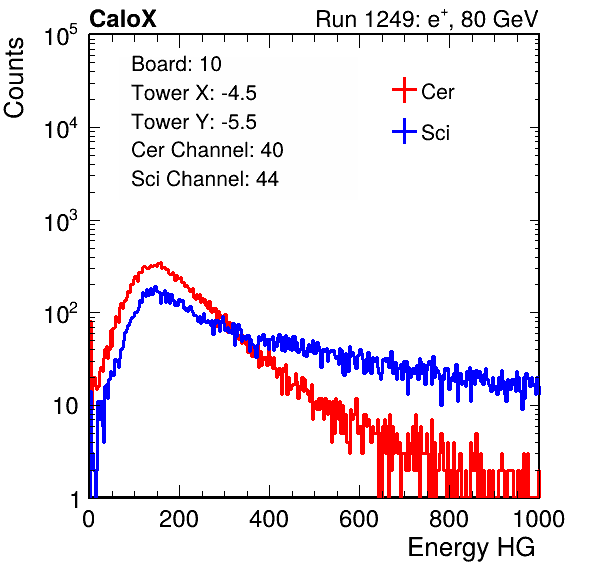 CaloX Run 1249: e⁺, 80 GeV
Counts
Board: 10
Tower X: -4.5
Tower Y: -5.5
Cer Channel: 40
Sci Channel: 44
Cer
Sci
10⁵
10⁴
10³
10²
10
1
0 200 400 600 800 1000
Energy HG